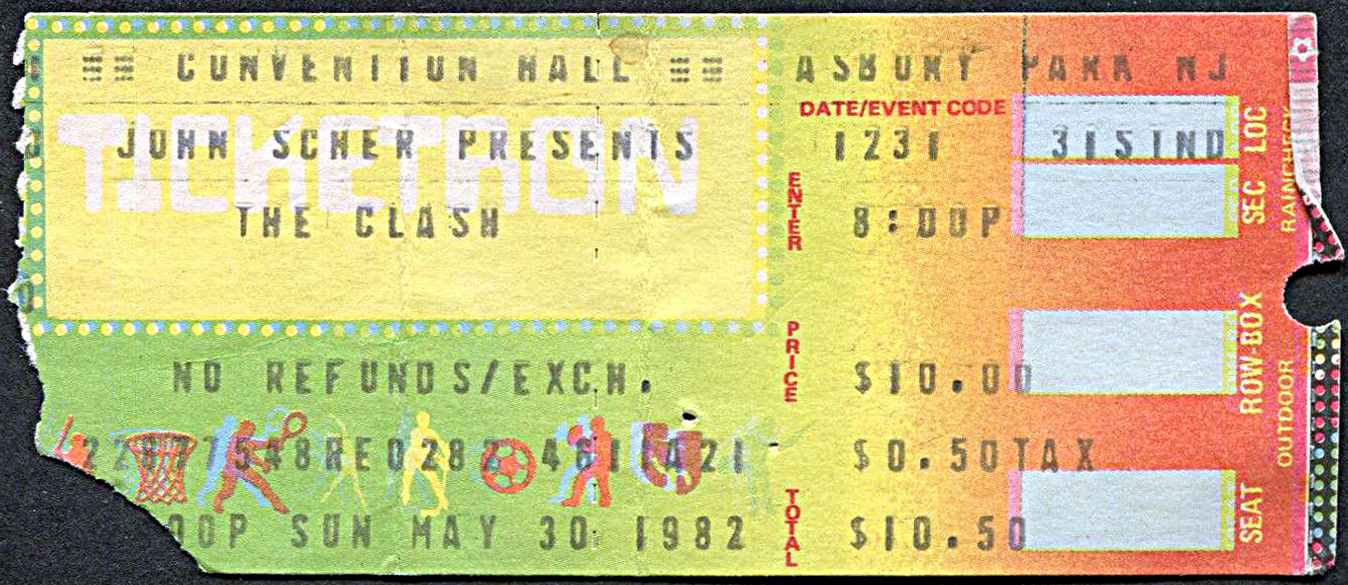 CONVENTION HALL ASBURY PARK NJ
TICKETRON
JOHN SCHER PRESENTS
THE CLASH
NO REFUNDS/EXCH.
OOP SUN MAY 30 1982
DATE/EVENT CODE
1231 31SIND
ENTER 8:00P
PRICE $10.00
$0.50TAX
TOTAL $10.50
LOC
SEC
ROW-BOX
SEAT
RAINCHECK
OUTDOOR